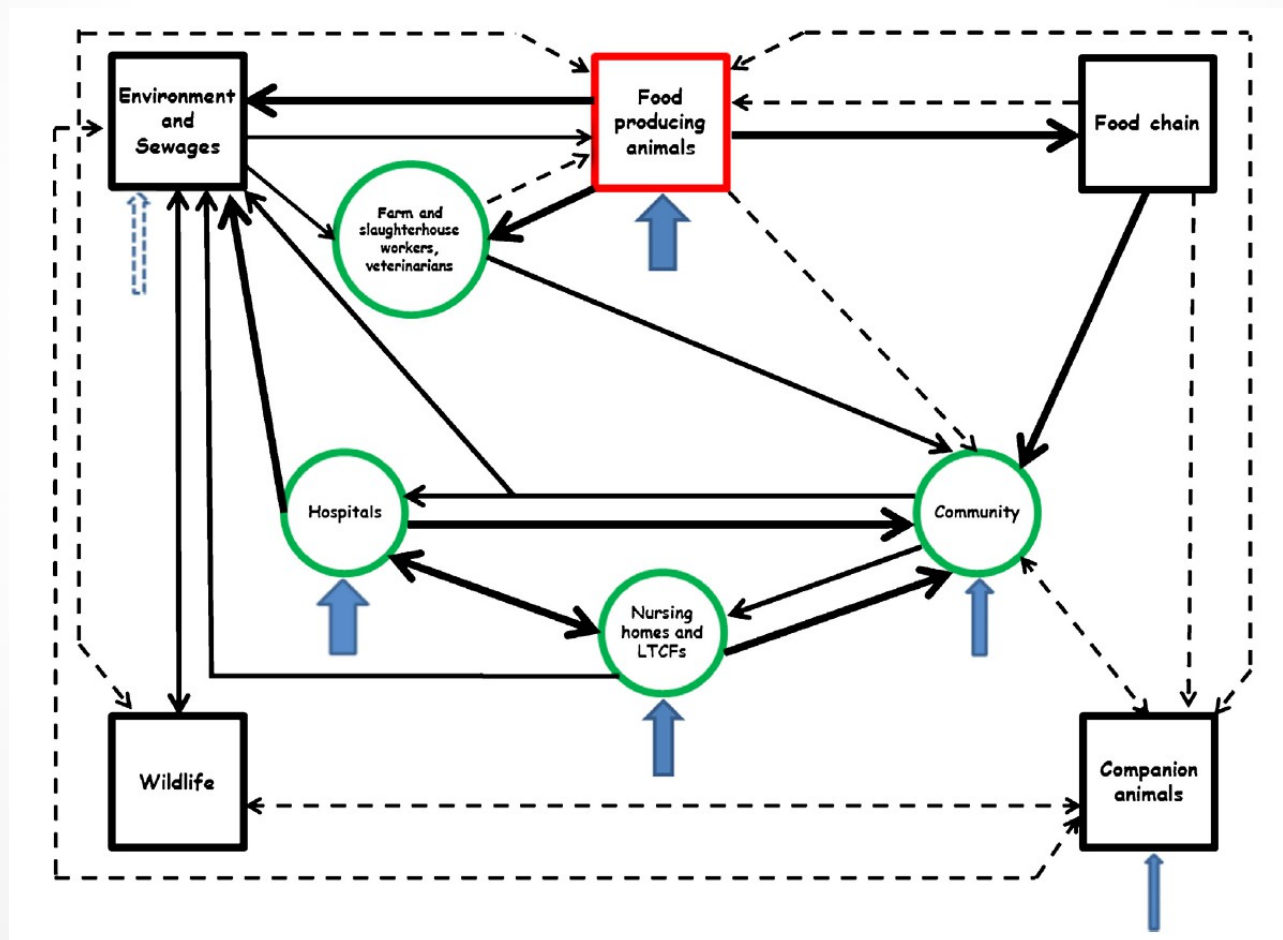 Environment
and
Sewages
Food
producing
animals
Food chain
Farm and
slaughterhouse
workers,
veterinarians
Hospitals
Community
Nursing
homes and
LTCFs
Wildlife
Companion
animals